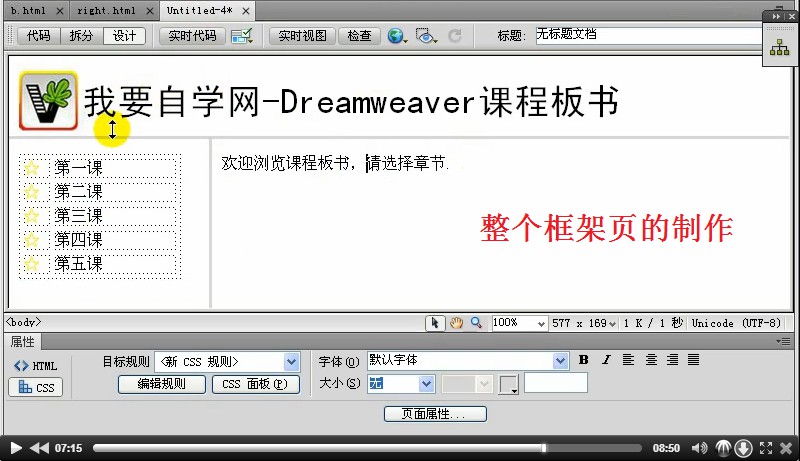 b.html × right.html × Untitled-4* ×
代码 拆分 设计 实时代码 实时视图 检查 标题: 无标题文档
我要自学网-Dreamweaver课程板书
第一课
第二课
第三课
第四课
第五课
欢迎浏览课程板书，请选择章节.
整个框架页的制作
<body> 100% 577 x 169 1 K / 1 秒 Unicode (UTF-8)
属性
<> HTML 目标规则 <新 CSS 规则> 字体(O) 默认字体 B I
CSS 编辑规则 CSS 面板(P) 大小(S) 无
页面属性...
07:15 08:50